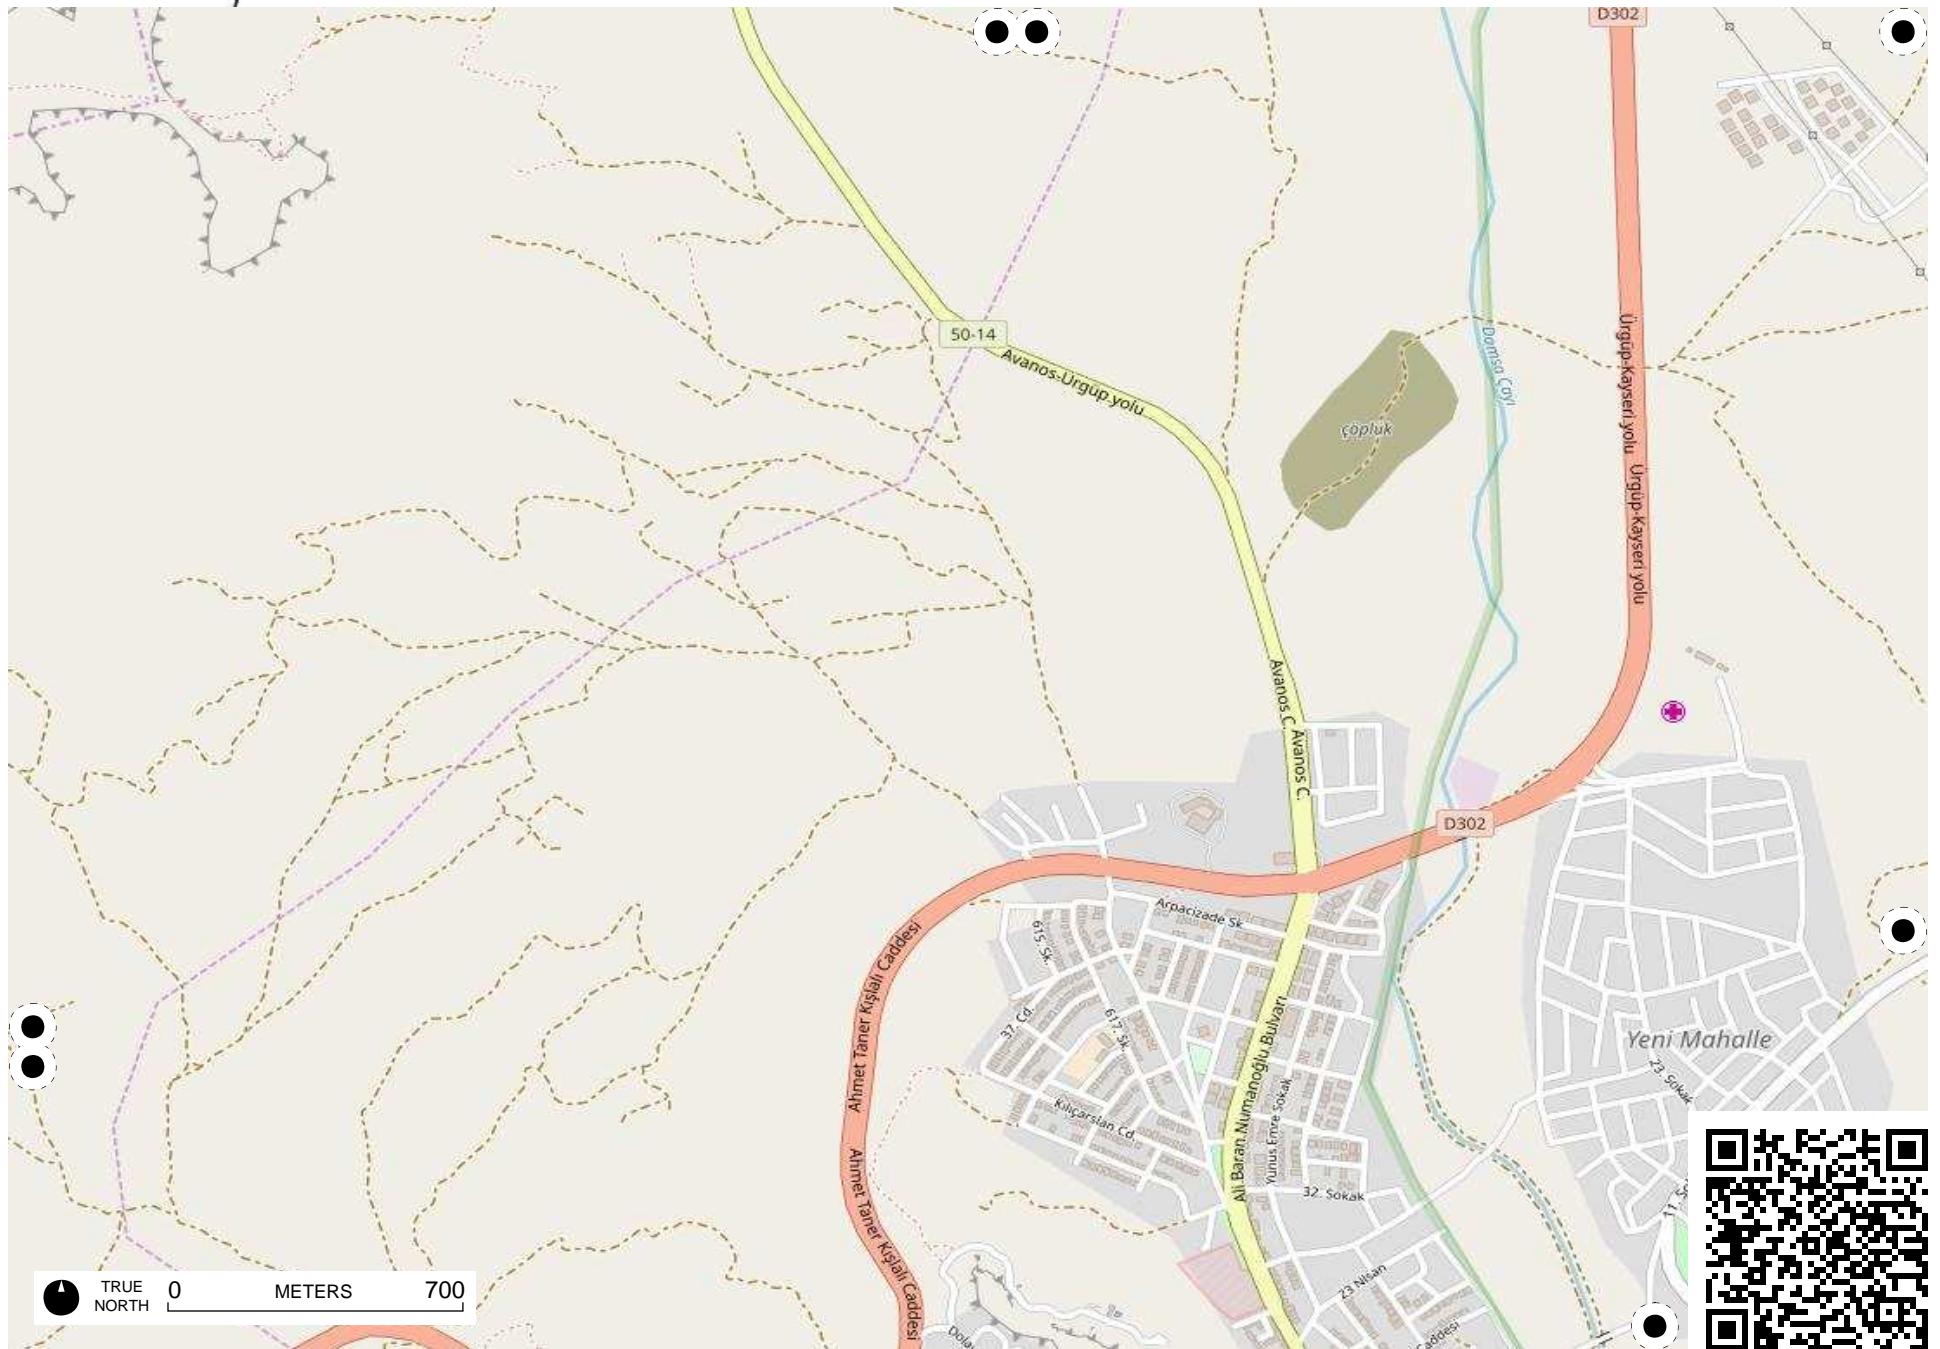 D302
50-14
Avanos-Ürgüp yolu
Damsa Çayı
Ürgüp-Kayseri yolu
Ürgüp-Kayseri yolu
çöpluk
Avanos C.
Avanos C.
D302
Arpacizade Sk.
615. Sk.
Ahmet Taner Kışlalı Caddesi
37. Cd.
617. Sk.
Ali Baran Numanoğlu Bulvarı
Yeni Mahalle
23. Sokak
Kılıçarslan Cd.
Yunus Emre Sokak
Ahmet Taner Kışlalı Caddesi
32. Sokak
23 Nisan
Caddesi
TRUE
NORTH
0 METERS 700